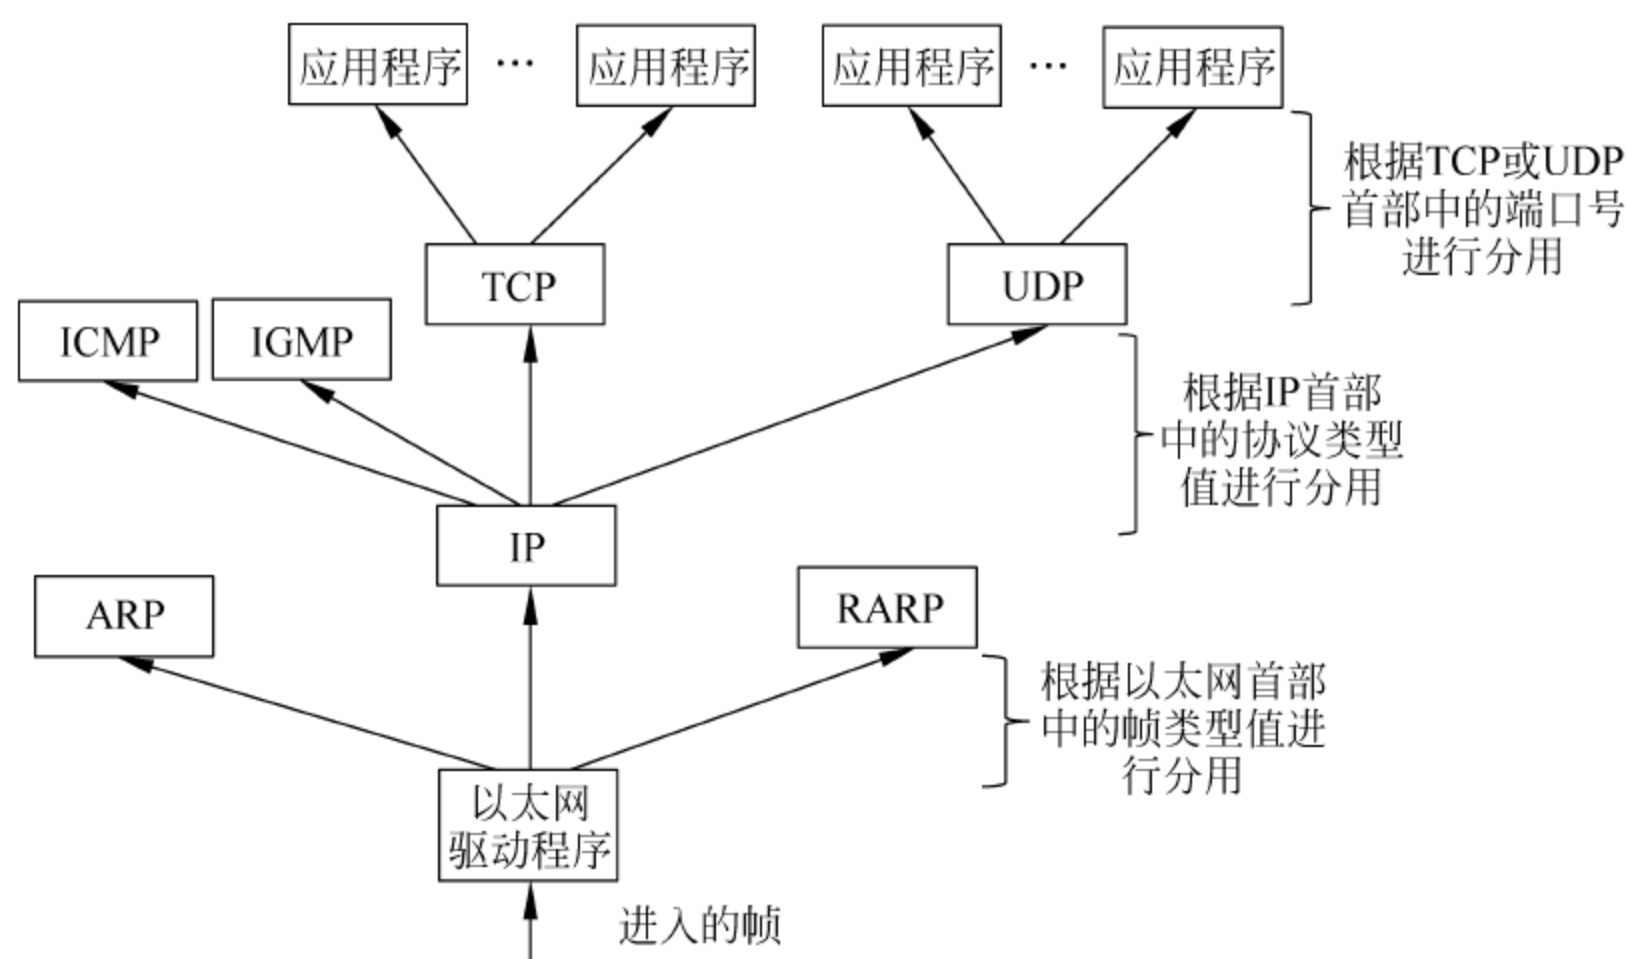 应用程序 … 应用程序 应用程序 … 应用程序
根据TCP或UDP
首部中的端口号
进行分用
TCP
UDP
ICMP
IGMP
根据IP首部
中的协议类型
值进行分用
IP
ARP
RARP
根据以太网首部
中的帧类型值进
行分用
以太网
驱动程序
进入的帧